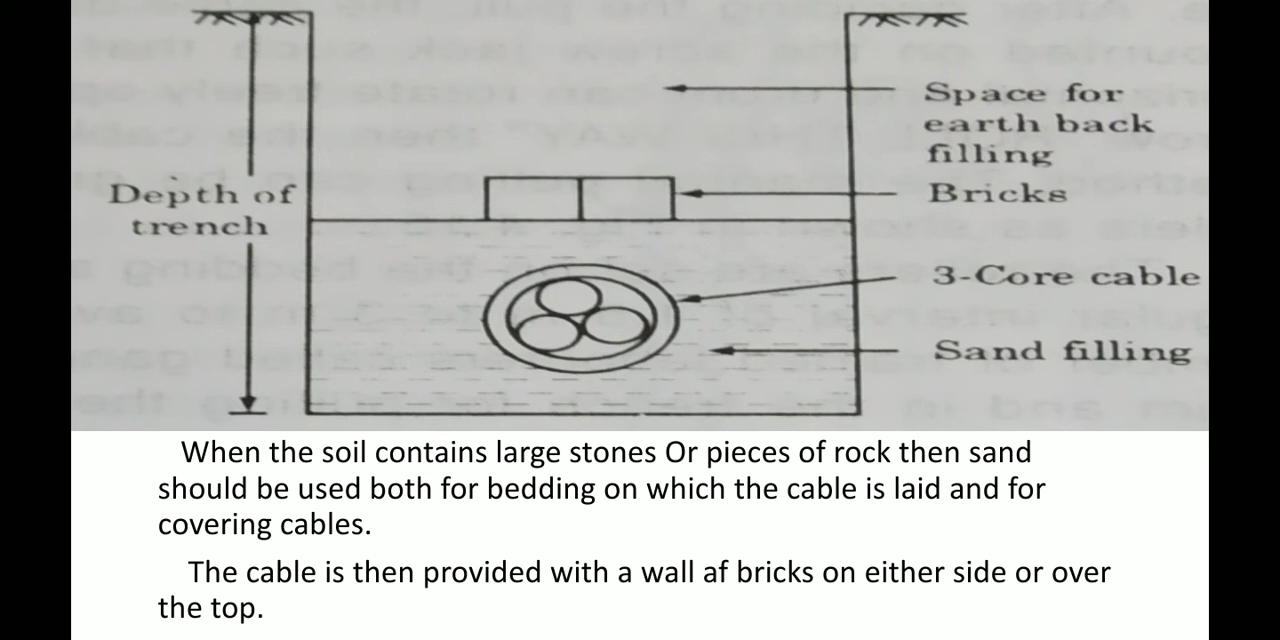 Space for
earth back
filling
Bricks
Depth of
trench
3-Core cable
Sand filling
When the soil contains large stones Or pieces of rock then sand
should be used both for bedding on which the cable is laid and for
covering cables.
The cable is then provided with a wall af bricks on either side or over
the top.